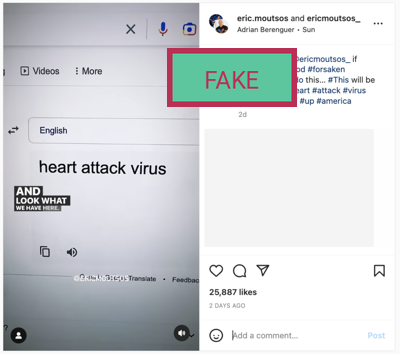 Videos
More
English
heart attack virus
AND
LOOK WHAT
WE HAVE HERE.
Translate
Feedbac
eric.moutsos and ericmoutsos_
Adrian Berenguer • Sun
FAKE
ericmoutsos_ if
od #forsaken
do this... #This will be
eart #attack #virus
#up #america
2d
25,887 likes
2 DAYS AGO
Add a comment...
Post